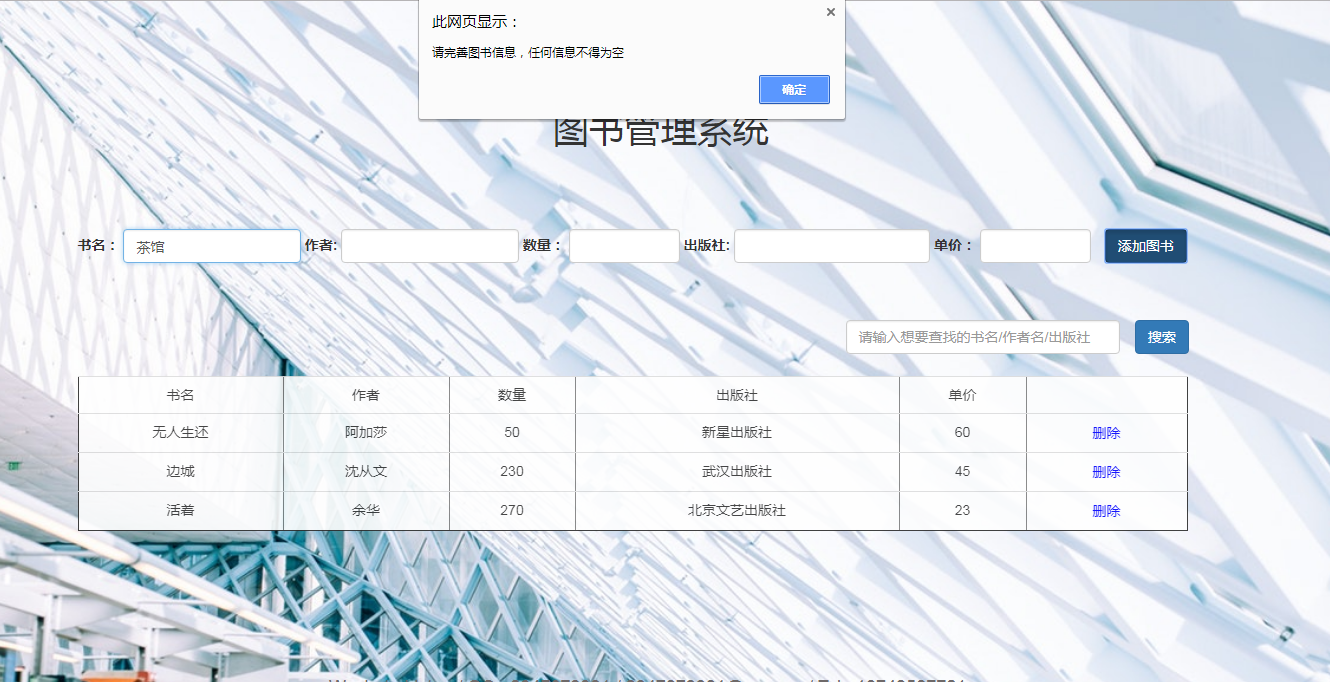 此网页显示：
请完善图书信息，任何信息不得为空
确定
图书管理系统
书名： 茶馆 作者: 数量： 出版社: 单价： 添加图书
请输入想要查找的书名/作者名/出版社 搜索
书名 作者 数量 出版社 单价
无人生还 阿加莎 50 新星出版社 60 删除
边城 沈从文 230 武汉出版社 45 删除
活着 余华 270 北京文艺出版社 23 删除